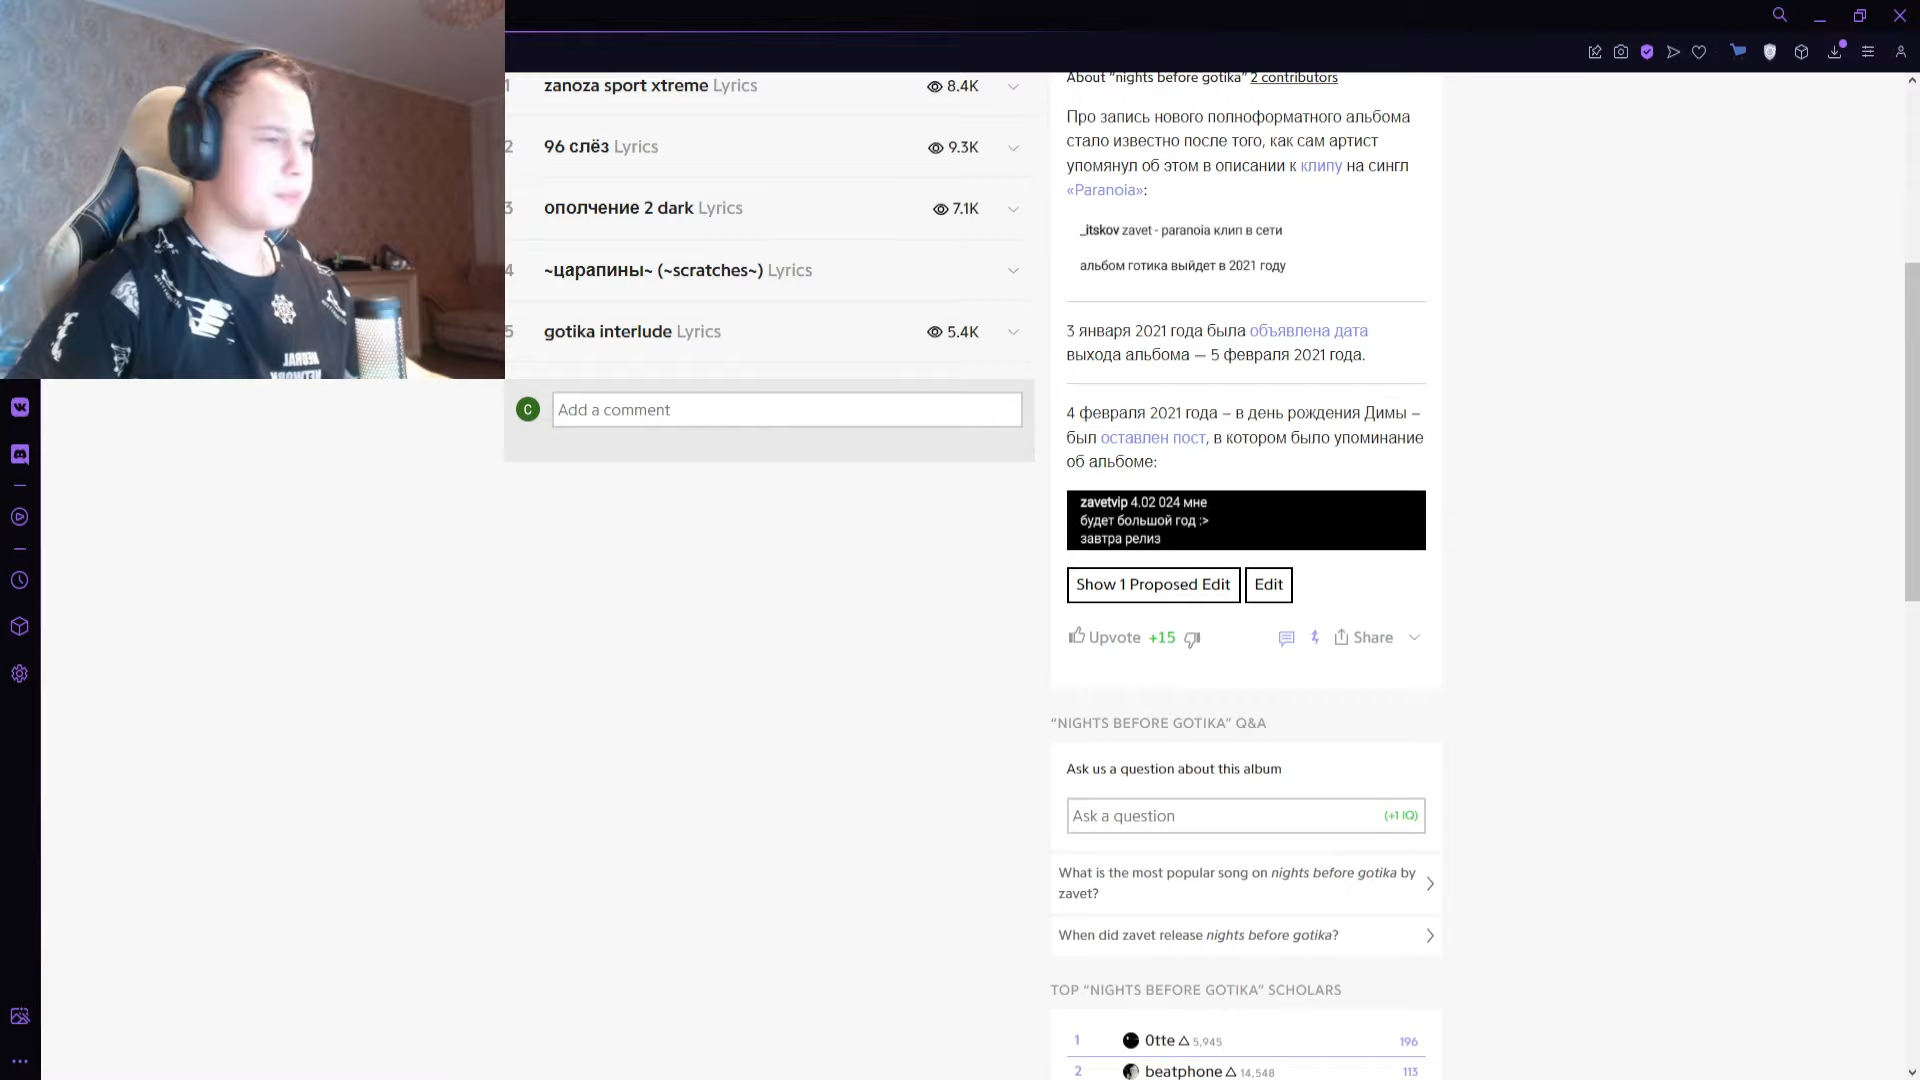 NEURAL
NETWORK
1 zanoza sport xtreme Lyrics 8.4K
2 96 слёз Lyrics 9.3K
3 ополчение 2 dark Lyrics 7.1K
4 ~царапины~ (~scratches~) Lyrics
5 gotika interlude Lyrics 5.4K
C Add a comment
About “nights before gotika” 2 contributors
Про запись нового полноформатного альбома
стало известно после того, как сам артист
упомянул об этом в описании к клипу на сингл
«Paranoia»:
_itskov zavet - paranoia клип в сети
альбом готика выйдет в 2021 году
3 января 2021 года была объявлена дата
выхода альбома — 5 февраля 2021 года.
4 февраля 2021 года – в день рождения Димы –
был оставлен пост, в котором было упоминание
об альбоме:
zavetvip 4.02 024 мне
будет большой год :>
завтра релиз
Show 1 Proposed Edit Edit
Upvote +15 Share
“NIGHTS BEFORE GOTIKA” Q&A
Ask us a question about this album
Ask a question (+1 IQ)
What is the most popular song on nights before gotika by
zavet?
When did zavet release nights before gotika?
TOP “NIGHTS BEFORE GOTIKA” SCHOLARS
1 Otte 5,945 196
2 beatphone 14,548 113